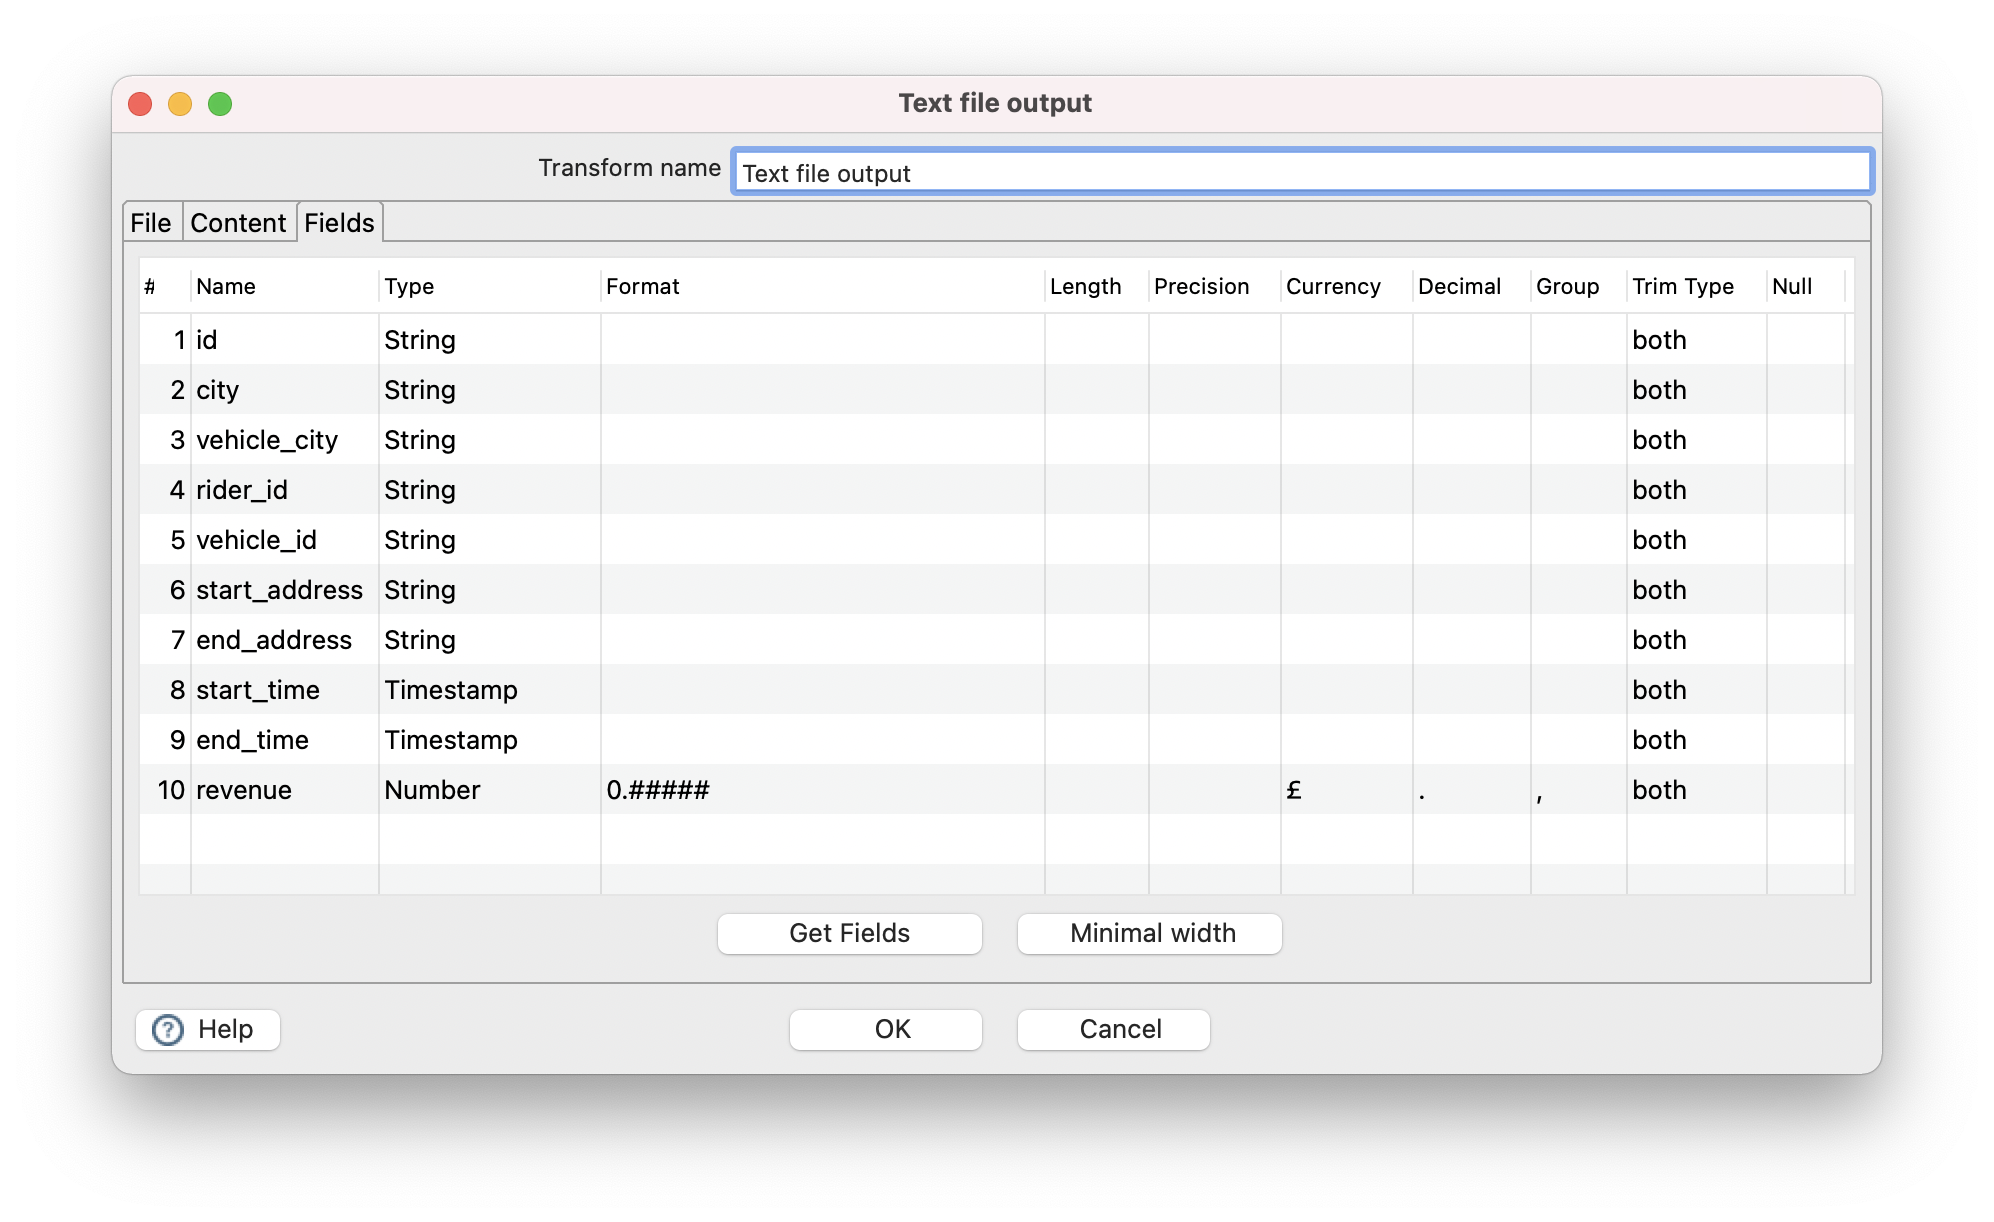 Text file output
Transform name Text file output
File Content Fields
# Name Type Format Length Precision Currency Decimal Group Trim Type Null
1 id String both
2 city String both
3 vehicle_city String both
4 rider_id String both
5 vehicle_id String both
6 start_address String both
7 end_address String both
8 start_time Timestamp both
9 end_time Timestamp both
10 revenue Number 0.##### £ . , both
Get Fields Minimal width
? Help OK Cancel